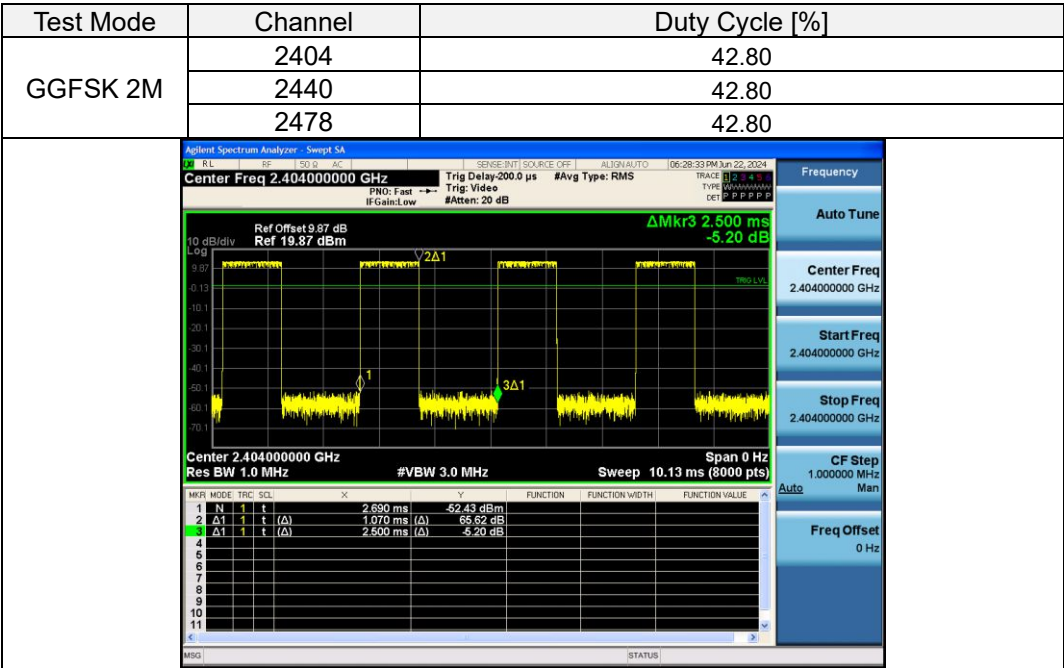 Test Mode Channel Duty Cycle [%]
GGFSK 2M
2404 42.80
2440 42.80
2478 42.80
Agilent Spectrum Analyzer - Swept SA
RL RF 50 Ω AC SENSE:INT SOURCE OFF ALIGN AUTO 06:28:33 PM Jun 22, 2024
Center Freq 2.404000000 GHz
PNO: Fast
IFGain:Low
Trig Delay-200.0 µs
Trig: Video
#Atten: 20 dB
#Avg Type: RMS
TRACE 1 2 3 4 5 6
TYPE
DET P P P P P P
ΔMkr3 2.500 ms
-5.20 dB
Ref Offset 9.87 dB
10 dB/div Ref 19.87 dBm
Log
9.87
-0.13
-10.1
-20.1
-30.1
-40.1
-50.1
-60.1
-70.1
2Δ1
TRIG LVL
1
3Δ1
Center 2.404000000 GHz Span 0 Hz
Res BW 1.0 MHz #VBW 3.0 MHz Sweep 10.13 ms (8000 pts)
MKR MODE TRC SCL X Y FUNCTION FUNCTION WIDTH FUNCTION VALUE
1 N 1 t 2.690 ms -52.43 dBm
2 Δ1 1 t (Δ) 1.070 ms (Δ) 65.62 dB
3 Δ1 1 t (Δ) 2.500 ms (Δ) -5.20 dB
4
5
6
7
8
9
10
11
MSG STATUS
Frequency
Auto Tune
Center Freq
2.404000000 GHz
Start Freq
2.404000000 GHz
Stop Freq
2.404000000 GHz
CF Step
1.000000 MHz
Auto Man
Freq Offset
0 Hz